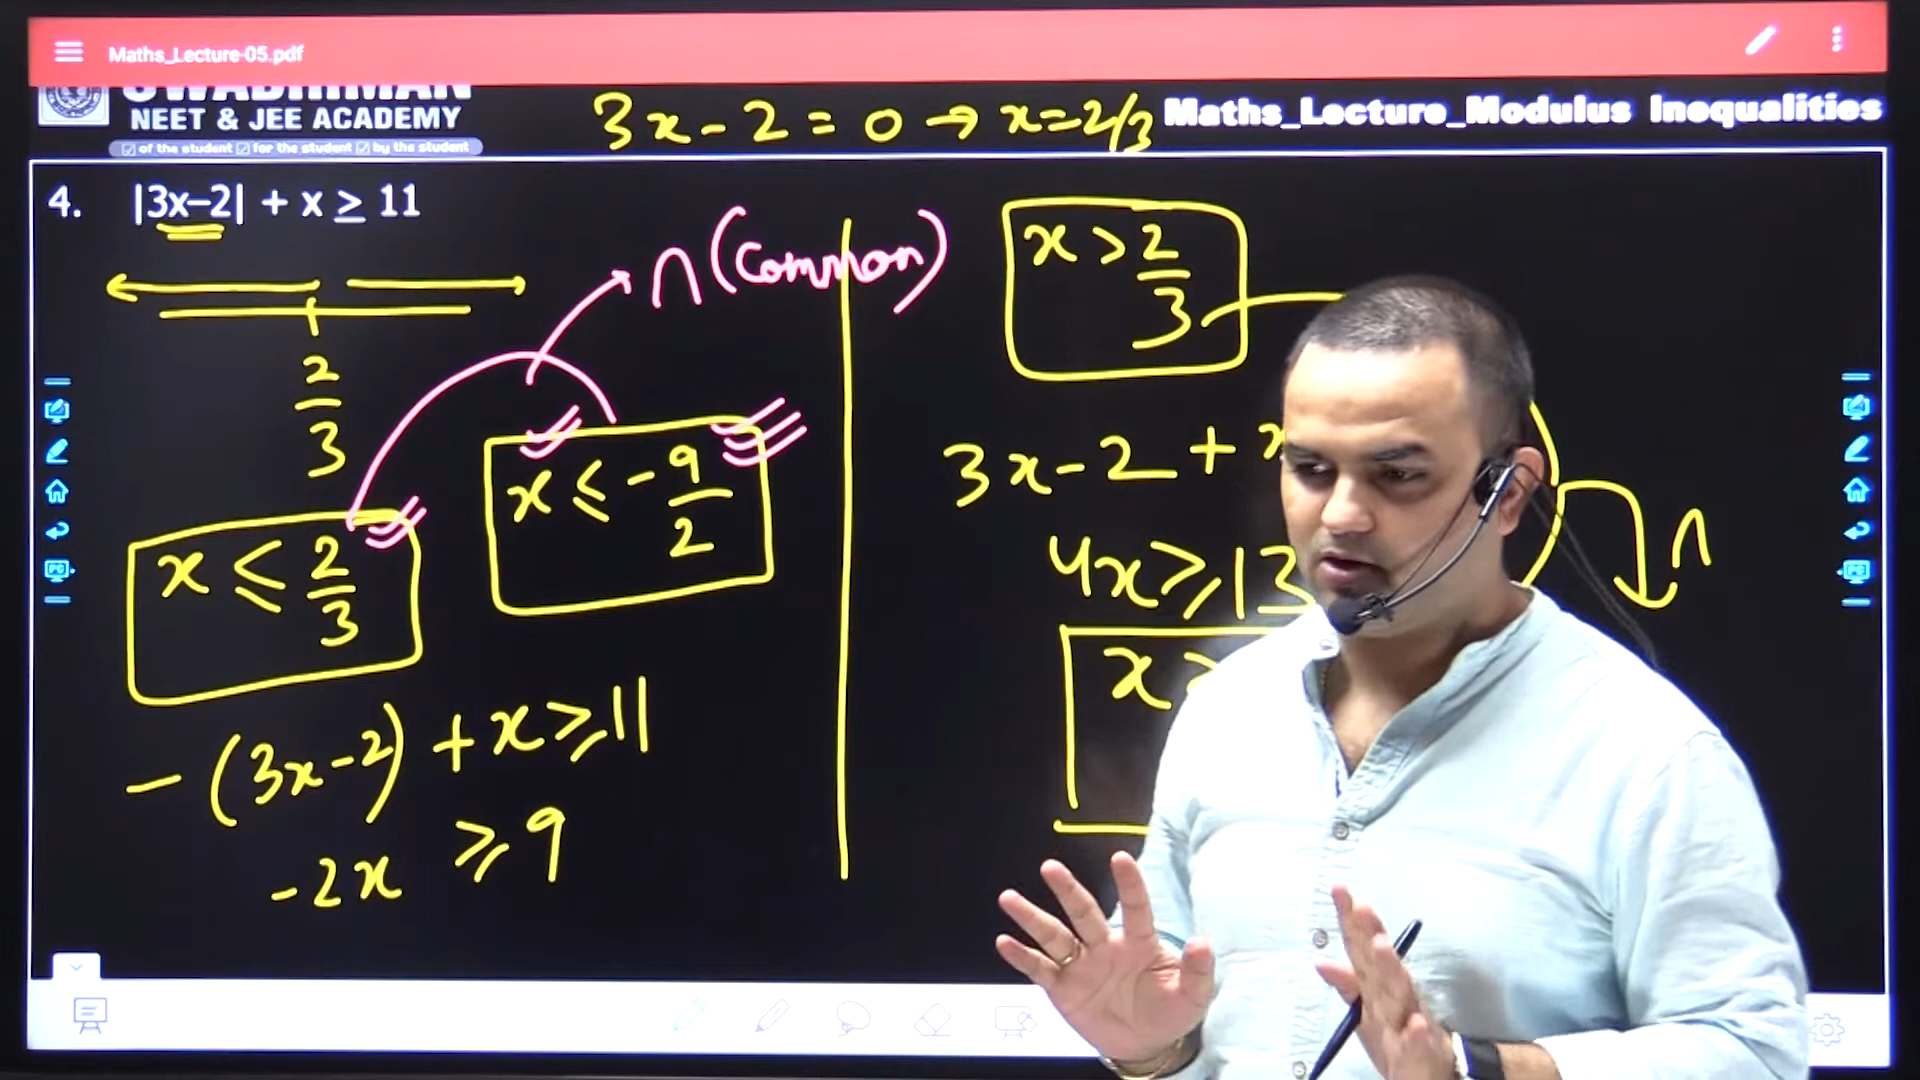 Maths_Lecture-05.pdf
NEET & JEE ACADEMY
of the student for the student by the student
3x-2=0→x=2/3
Maths_Lecture_Modulus Inequalities
4. |3x–2| + x ≥ 11
∩(Common)
2/3
x ≤ 2/3
x ≤ -9/2
-(3x-2)+x≥11
-2x ≥9
x > 2/3
3x-2+x
4x≥13
x≥
∩